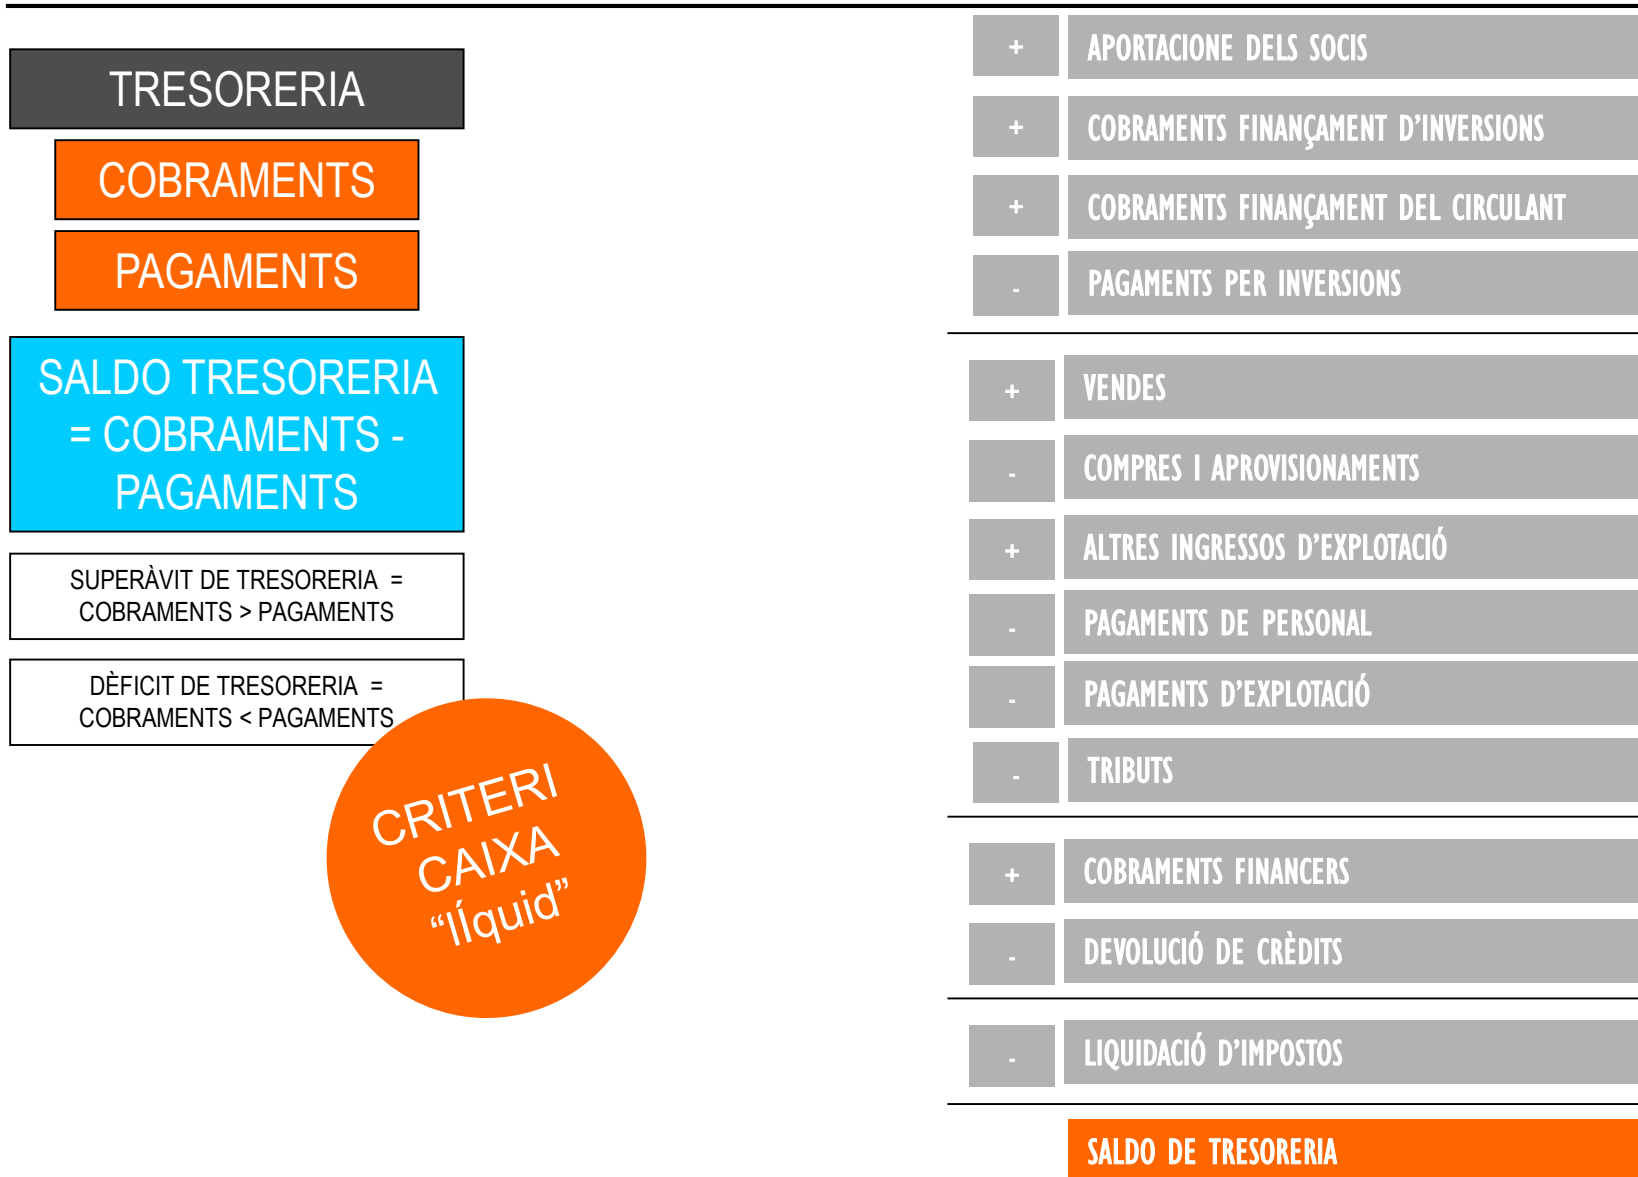 TRESORERIA
COBRAMENTS
PAGAMENTS
SALDO TRESORERIA
= COBRAMENTS -
PAGAMENTS
SUPERÀVIT DE TRESORERIA =
COBRAMENTS > PAGAMENTS
DÈFICIT DE TRESORERIA =
COBRAMENTS < PAGAMENTS
CRITERI
CAIXA
“lÍquid”
+ APORTACIONE DELS SOCIS
+ COBRAMENTS FINANÇAMENT D’INVERSIONS
+ COBRAMENTS FINANÇAMENT DEL CIRCULANT
- PAGAMENTS PER INVERSIONS
+ VENDES
- COMPRES I APROVISIONAMENTS
+ ALTRES INGRESSOS D’EXPLOTACIÓ
- PAGAMENTS DE PERSONAL
- PAGAMENTS D’EXPLOTACIÓ
- TRIBUTS
+ COBRAMENTS FINANCERS
- DEVOLUCIÓ DE CRÈDITS
- LIQUIDACIÓ D’IMPOSTOS
SALDO DE TRESORERIA